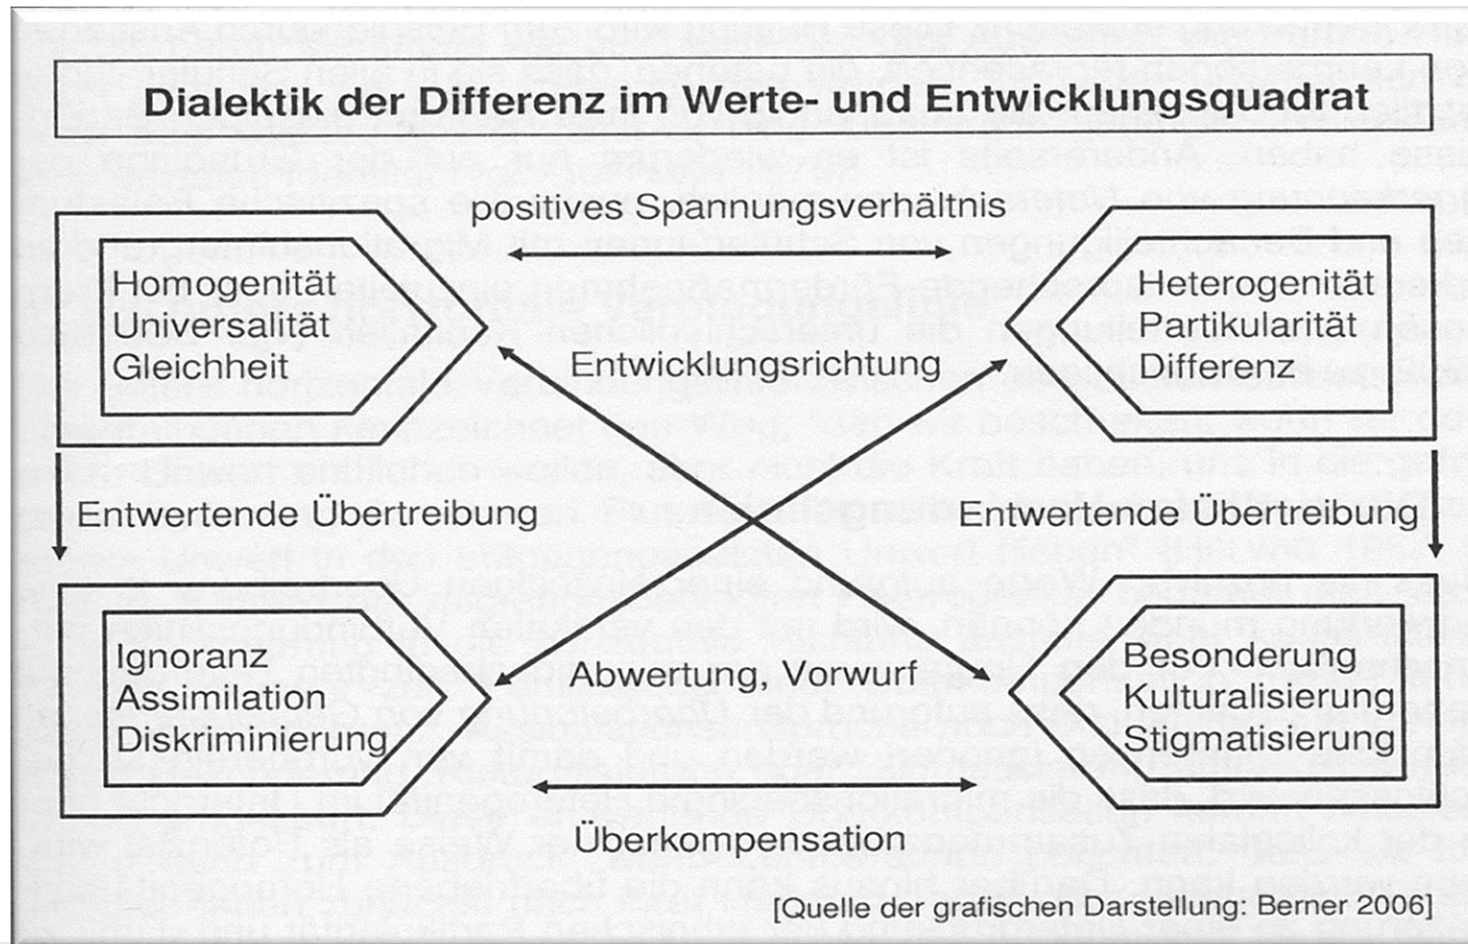 Dialektik der Differenz im Werte- und Entwicklungsquadrat
positives Spannungsverhältnis
Homogenität
Universalität
Gleichheit
Heterogenität
Partikularität
Differenz
Entwicklungsrichtung
Entwertende Übertreibung
Entwertende Übertreibung
Ignoranz
Assimilation
Diskriminierung
Abwertung, Vorwurf
Besonderung
Kulturalisierung
Stigmatisierung
Überkompensation
[Quelle der grafischen Darstellung: Berner 2006]